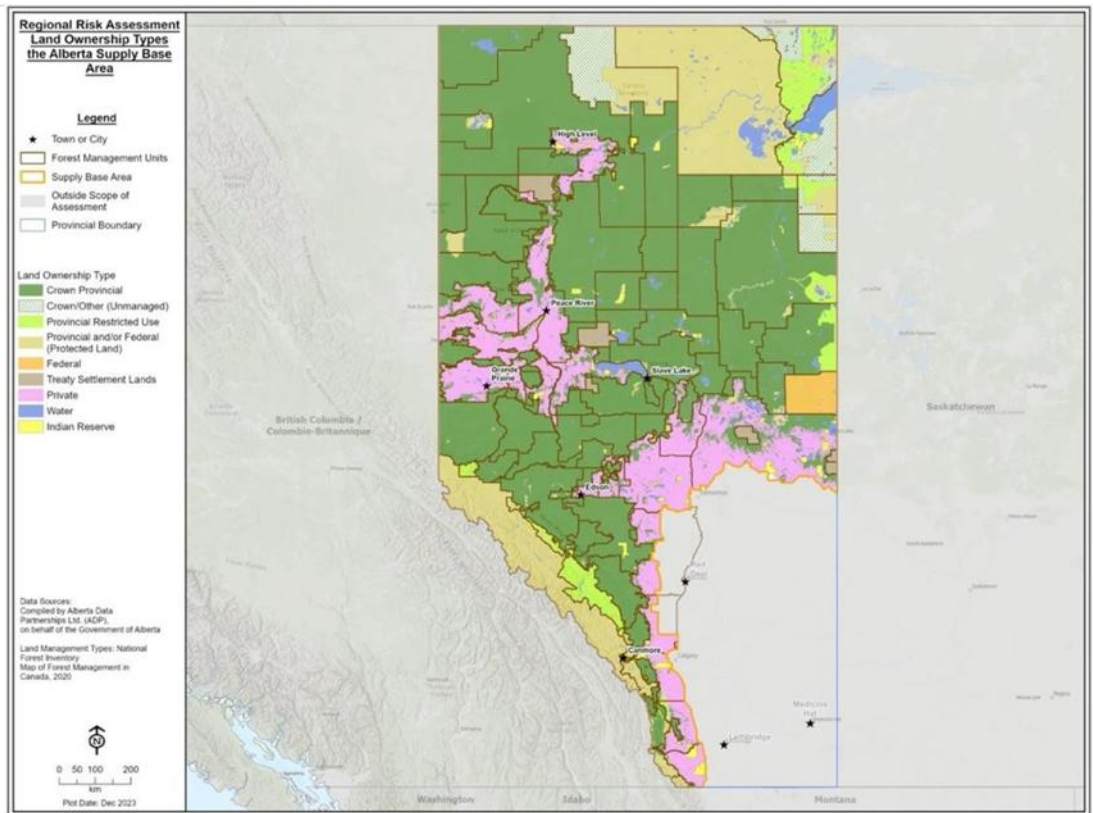 Regional Risk Assessment
Land Ownership Types
the Alberta Supply Base
Area
Legend
Town or City
Forest Management Units
Supply Base Area
Outside Scope of
Assessment
Provincial Boundary
Land Ownership Type
Crown Provincial
Crown/Other (Unmanaged)
Provincial Restricted Use
Provincial and/or Federal
(Protected Land)
Federal
Treaty Settlement Lands
Private
Water
Indian Reserve
Data Sources:
Compiled by Alberta Data
Partnerships Ltd. (ADP),
on behalf of the Government of Alberta
Land Management Types: National
Forest Inventory
Map of Forest Management in
Canada, 2020
N
0 50 100 200
km
Plot Date: Dec 2023
High Level
Peace River
Grande
Prairie
Slave Lake
British Columbia /
Colombie-Britannique
Saskatchewan
Edson
Edmonton
Red
Deer
Canmore
Calgary
Medicine
Hat
Lethbridge
Washington
Idaho
Montana